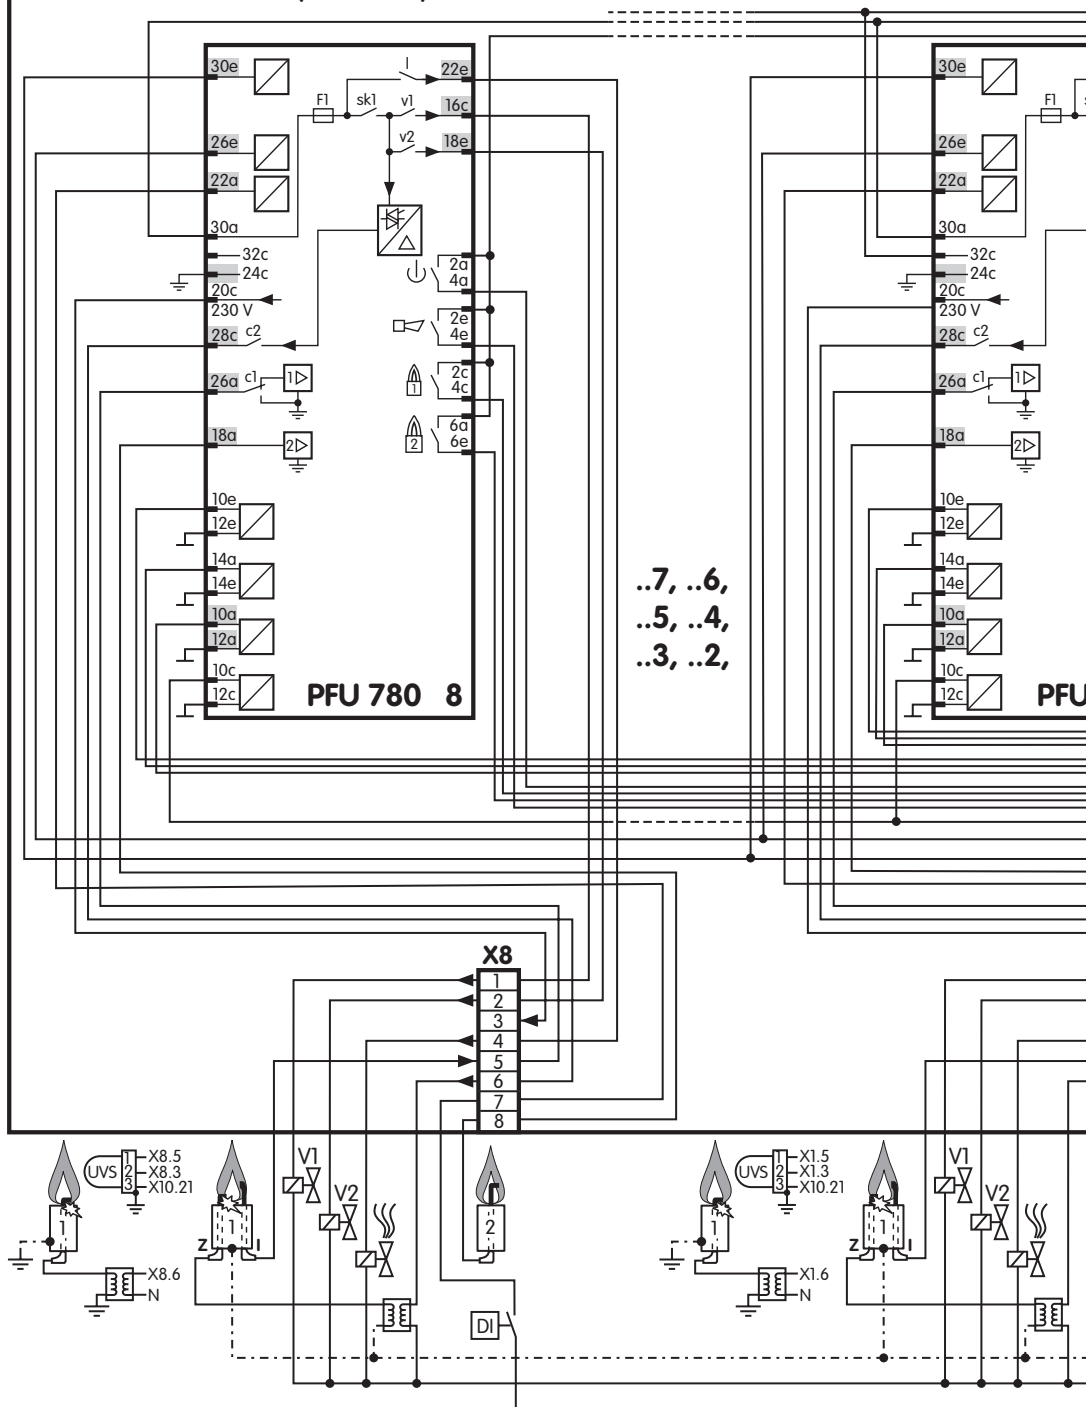 30e
26e
22a
30a
32c
24c
20c
230 V
28c
c2
26a
c1
1
18a
2
10e
12e
14a
14e
10a
12a
10c
12c
F1
sk1
I
v1
v2
22e
16c
18e
2a
4a
2e
4e
1
2c
4c
2
6a
6e
PFU 780 8
..7, ..6,
..5, ..4,
..3, ..2,
30e
26e
22a
30a
32c
24c
20c
230 V
28c
c2
26a
c1
1
18a
2
10e
12e
14a
14e
10a
12a
10c
12c
F1
PFU
X8
1
2
3
4
5
6
7
8
UVS
1 X8.5
2 X8.3
3 X10.21
1
X8.6
N
1
Z I
V1
V2
2
DI
UVS
1 X1.5
2 X1.3
3 X10.21
1
X1.6
N
1
Z I
V1
V2